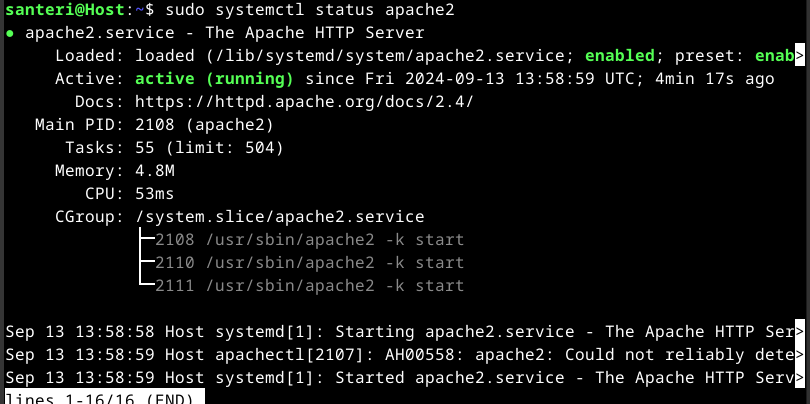 santeri@Host:~$ sudo systemctl status apache2
● apache2.service - The Apache HTTP Server
     Loaded: loaded (/lib/systemd/system/apache2.service; enabled; preset: enab>
     Active: active (running) since Fri 2024-09-13 13:58:59 UTC; 4min 17s ago
       Docs: https://httpd.apache.org/docs/2.4/
   Main PID: 2108 (apache2)
      Tasks: 55 (limit: 504)
     Memory: 4.8M
        CPU: 53ms
     CGroup: /system.slice/apache2.service
             ├─2108 /usr/sbin/apache2 -k start
             ├─2110 /usr/sbin/apache2 -k start
             └─2111 /usr/sbin/apache2 -k start
Sep 13 13:58:58 Host systemd[1]: Starting apache2.service - The Apache HTTP Ser>
Sep 13 13:58:59 Host apachectl[2107]: AH00558: apache2: Could not reliably dete>
Sep 13 13:58:59 Host systemd[1]: Started apache2.service - The Apache HTTP Serv>
lines 1-16/16 (END)